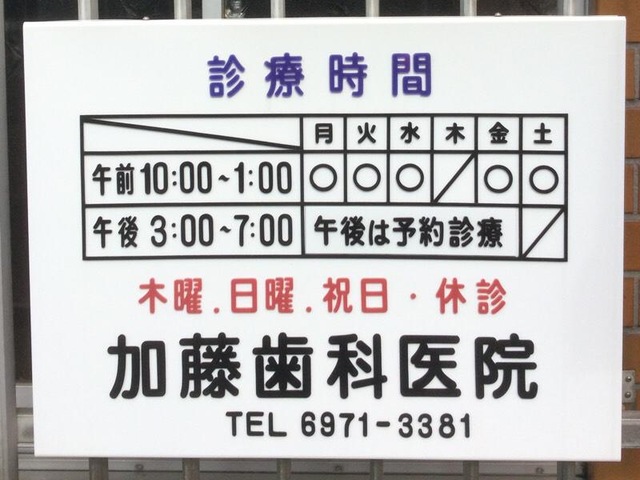 診療時間
月 火 水 木 金 土
午前 10:00~1:00 ○ ○ ○ ／ ○ ○
午後 3:00~7:00 午後は予約診療 ／
木曜.日曜.祝日・休診
加藤歯科医院
TEL 6971-3381